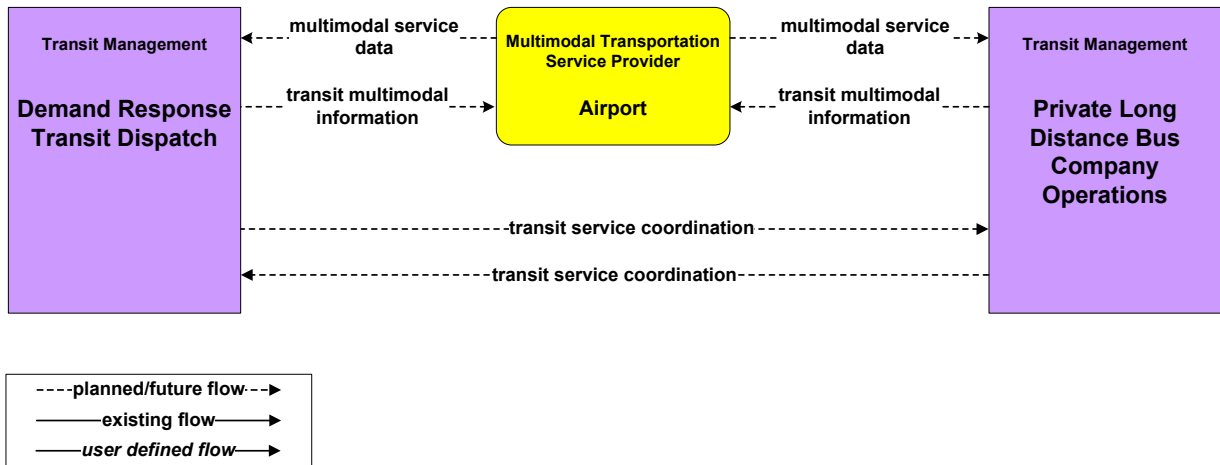 Transit Management
Demand Response
Transit Dispatch
multimodal service
data
transit multimodal
information
Multimodal Transportation
Service Provider
Airport
multimodal service
data
transit multimodal
information
Transit Management
Private Long
Distance Bus
Company
Operations
transit service coordination
transit service coordination
planned/future flow
existing flow
user defined flow